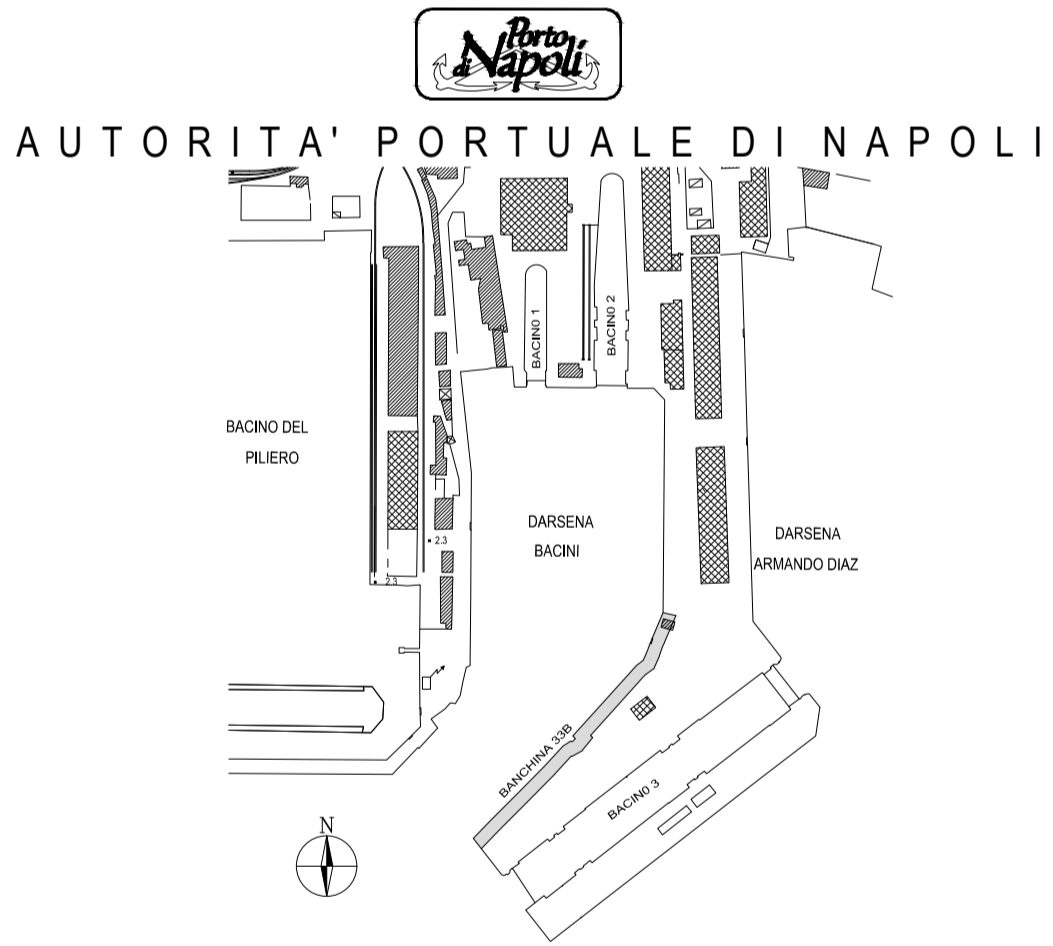 Porto
di Napoli
AUTORITA' PORTUALE DI NAPOLI
BACINO 1
BACINO 2
BACINO DEL
PILIERO
DARSENA
BACINI
DARSENA
ARMANDO DIAZ
2.3
2.3
BANCHINA 33B
BACINO 3
N